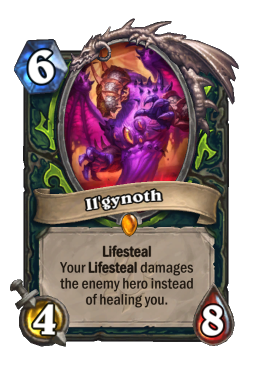 6
Il'gynoth
Lifesteal
Your Lifesteal damages
the enemy hero instead
of healing you.
4
8